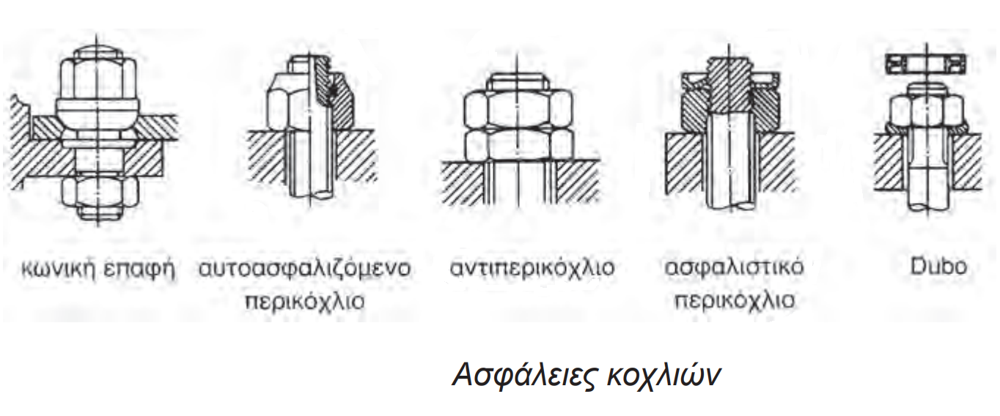 κωνική επαφή
αυτοασφαλιζόμενο
περικόχλιο
αντιπερικόχλιο
ασφαλιστικό
περικόχλιο
Dubo
Ασφάλειες κοχλιών